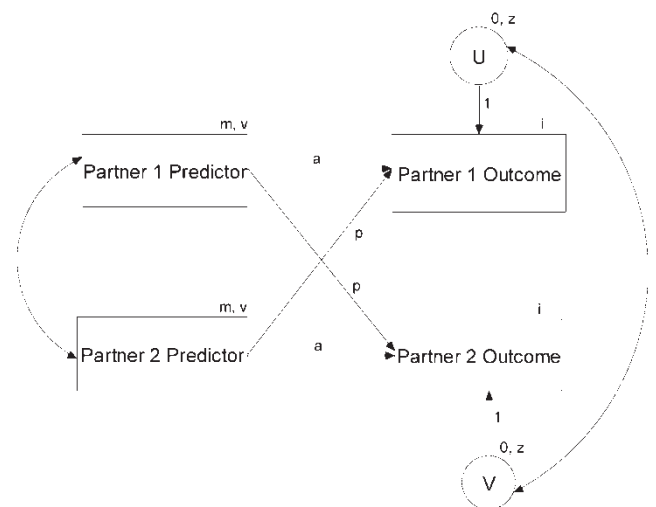 0, z
U
1
m, v
i
Partner 1 Predictor
a
Partner 1 Outcome
p
p
m, v
i
Partner 2 Predictor
a
Partner 2 Outcome
1
0, z
V